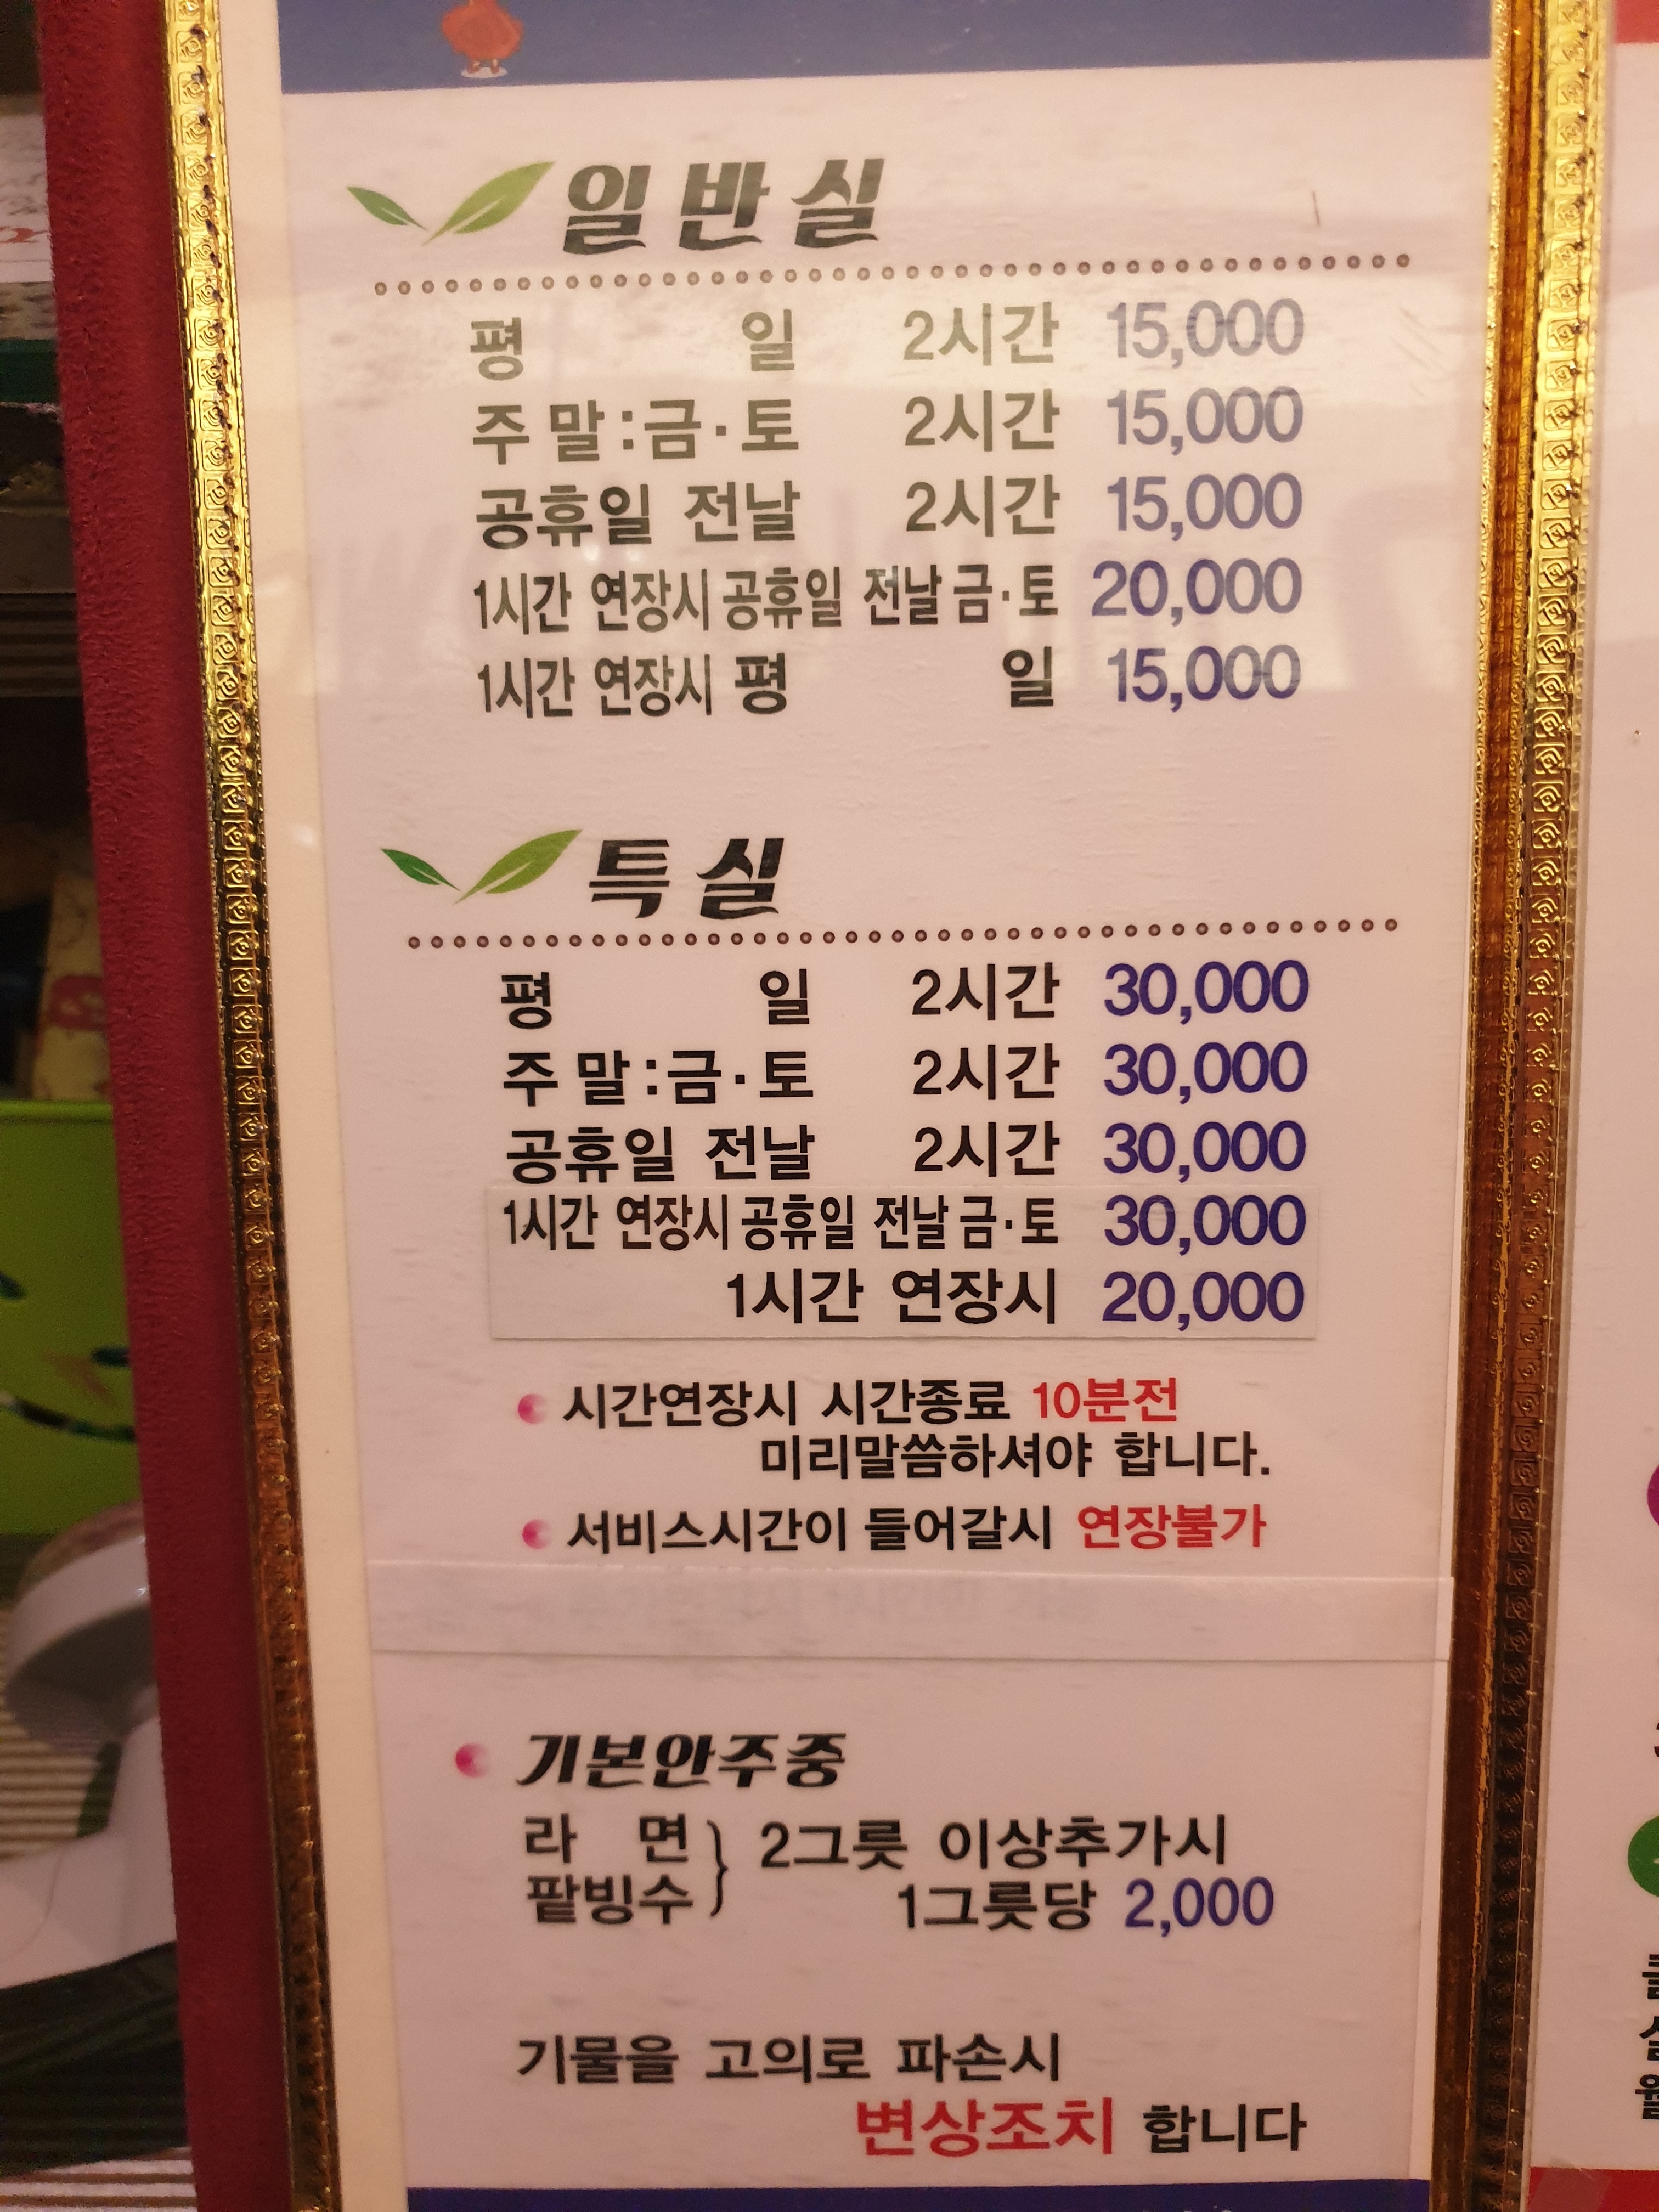 일반실
평 일 2시간 15,000
주말:금·토 2시간 15,000
공휴일 전날 2시간 15,000
1시간 연장시 공휴일 전날 금·토 20,000
1시간 연장시 평 일 15,000
특실
평 일 2시간 30,000
주말:금·토 2시간 30,000
공휴일 전날 2시간 30,000
1시간 연장시 공휴일 전날 금·토 30,000
1시간 연장시 20,000
시간연장시 시간종료 10분전
미리말씀하셔야 합니다.
서비스시간이 들어갈시 연장불가
기본안주중
라 면 } 2그릇 이상추가시
팥빙수 1그릇당 2,000
기물을 고의로 파손시
변상조치 합니다